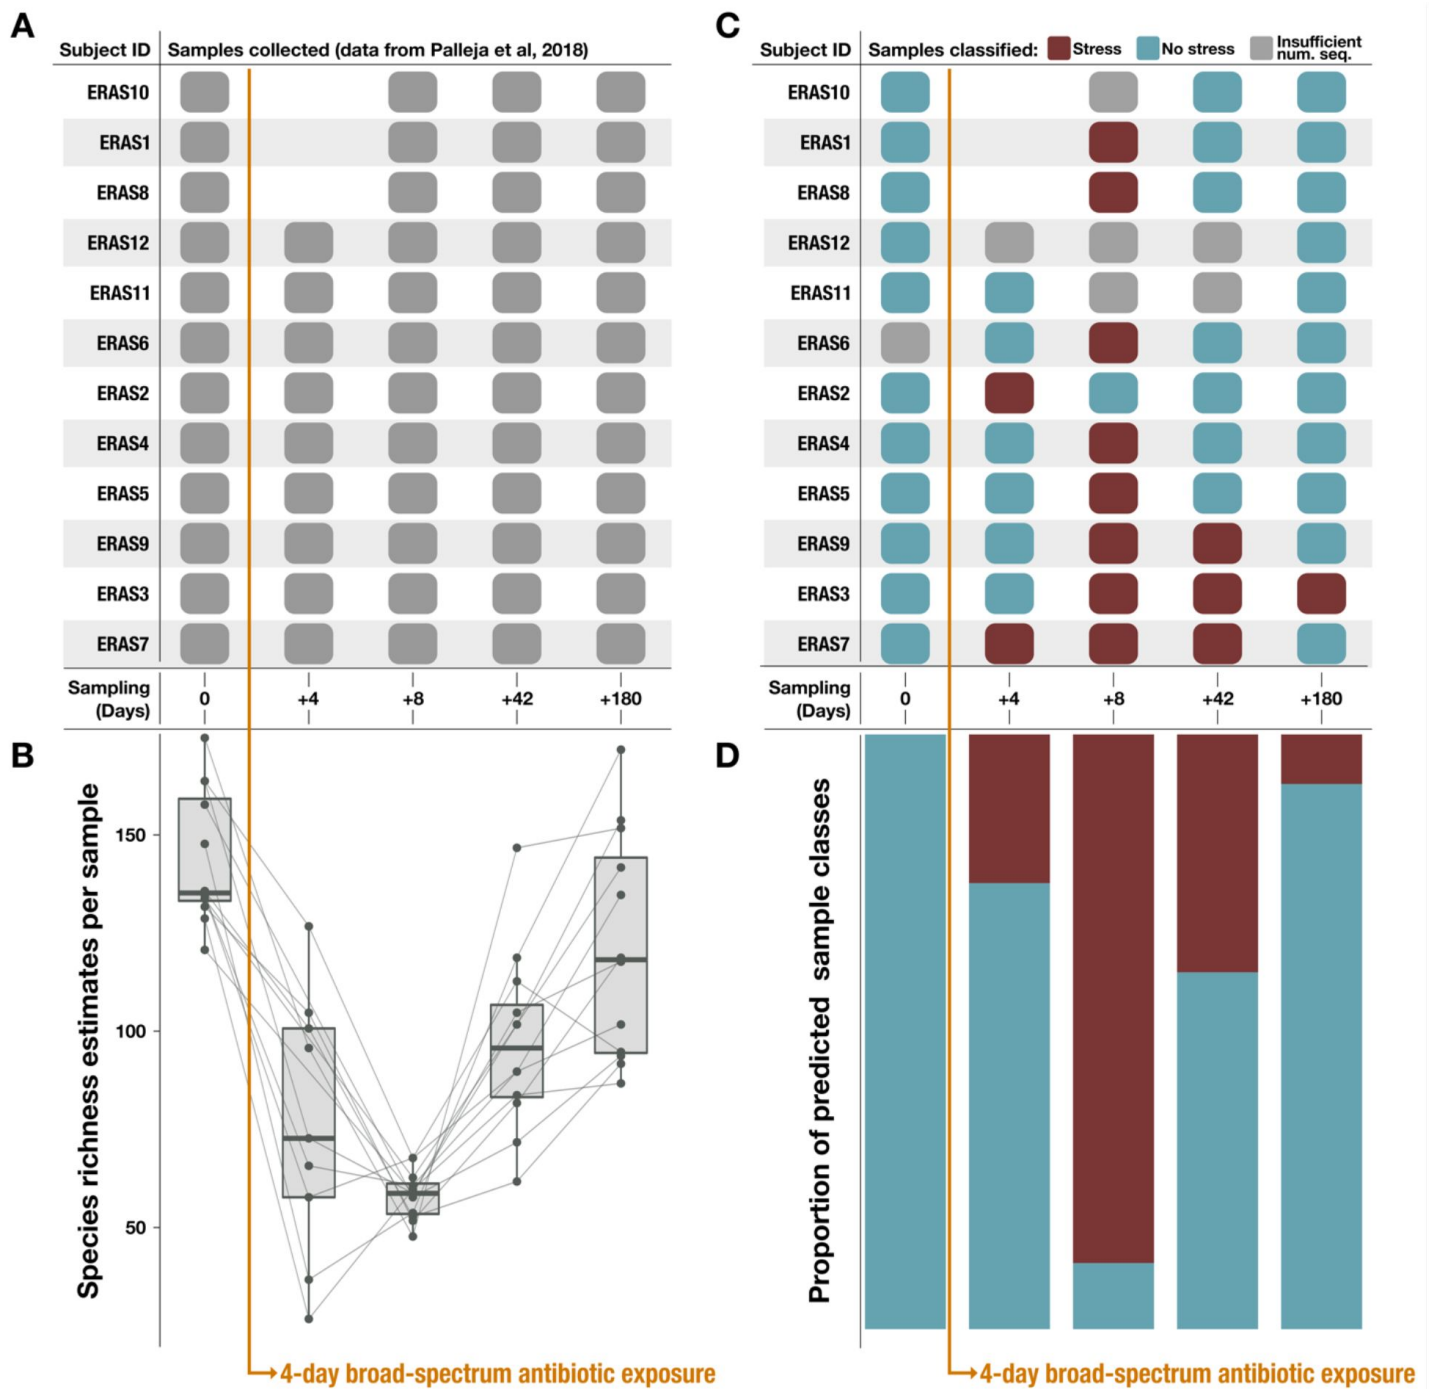 A
Subject ID
Samples collected (data from Palleja et al, 2018)
ERAS10
ERAS1
ERAS8
ERAS12
ERAS11
ERAS6
ERAS2
ERAS4
ERAS5
ERAS9
ERAS3
ERAS7
Sampling
(Days)
0
+4
+8
+42
+180
B
Species richness estimates per sample
150
100
50
4-day broad-spectrum antibiotic exposure
C
Subject ID
Samples classified:
Stress
No stress
Insufficient
num. seq.
ERAS10
ERAS1
ERAS8
ERAS12
ERAS11
ERAS6
ERAS2
ERAS4
ERAS5
ERAS9
ERAS3
ERAS7
Sampling
(Days)
0
+4
+8
+42
+180
D
Proportion of predicted sample classes
4-day broad-spectrum antibiotic exposure